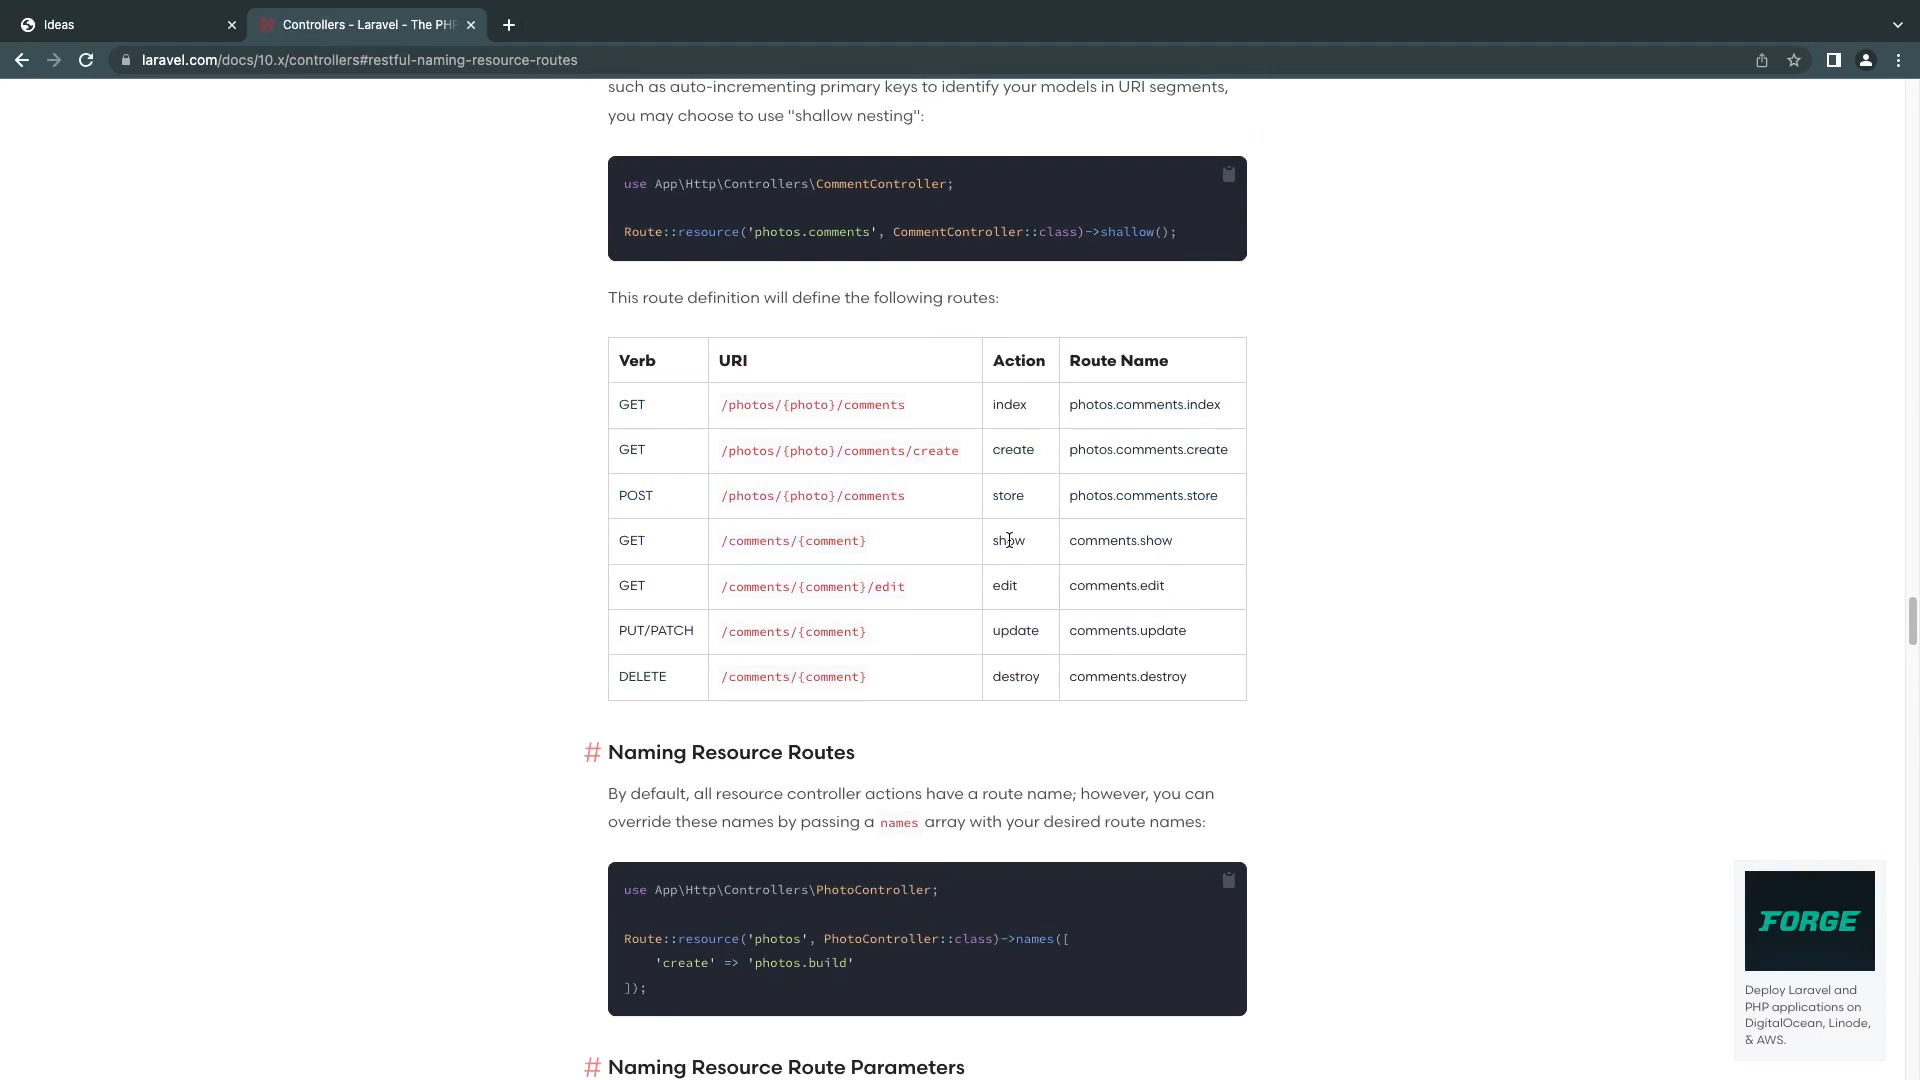 Ideas
Controllers - Laravel - The PHP
laravel.com/docs/10.x/controllers#restful-naming-resource-routes
such as auto-incrementing primary keys to identify your models in URI segments,
you may choose to use "shallow nesting":
use App\Http\Controllers\CommentController;
Route::resource('photos.comments', CommentController::class)->shallow();
This route definition will define the following routes:
Verb URI Action Route Name
GET /photos/{photo}/comments index photos.comments.index
GET /photos/{photo}/comments/create create photos.comments.create
POST /photos/{photo}/comments store photos.comments.store
GET /comments/{comment} show comments.show
GET /comments/{comment}/edit edit comments.edit
PUT/PATCH /comments/{comment} update comments.update
DELETE /comments/{comment} destroy comments.destroy
# Naming Resource Routes
By default, all resource controller actions have a route name; however, you can
override these names by passing a names array with your desired route names:
use App\Http\Controllers\PhotoController;
Route::resource('photos', PhotoController::class)->names([
'create' => 'photos.build'
]);
# Naming Resource Route Parameters
FORGE
Deploy Laravel and
PHP applications on
DigitalOcean, Linode,
& AWS.